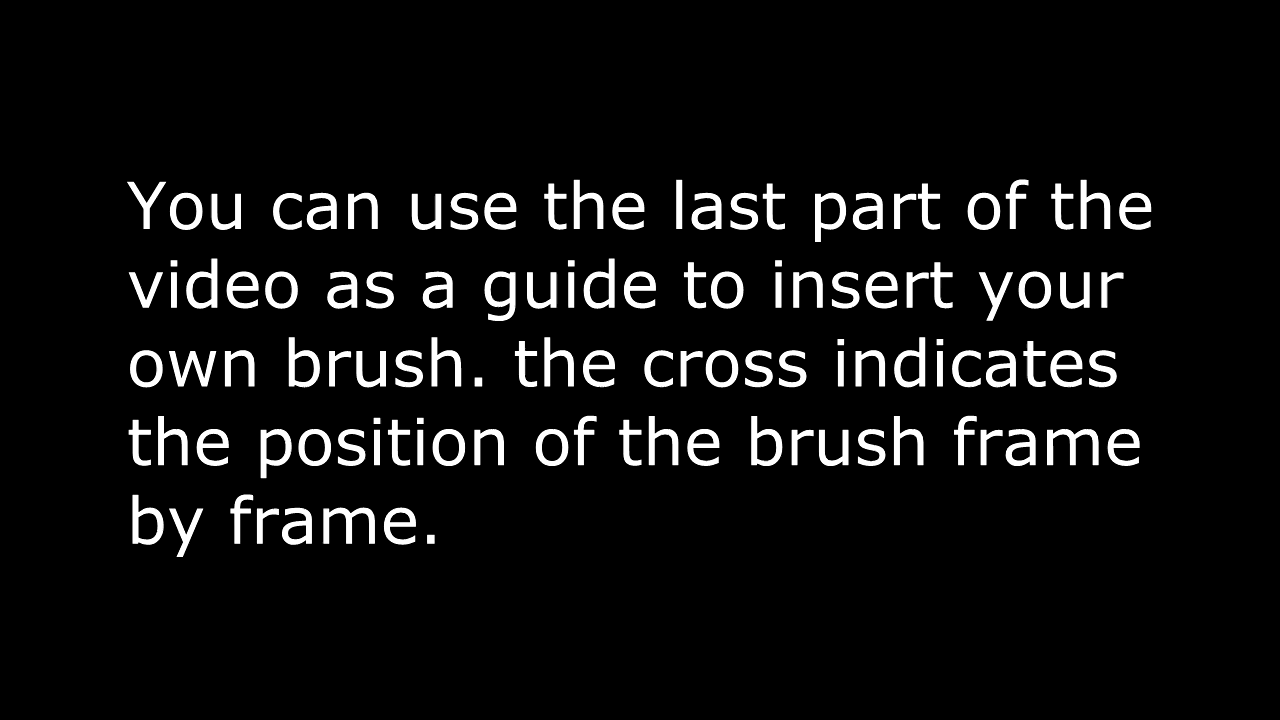 You can use the last part of the
video as a guide to insert your
own brush. the cross indicates
the position of the brush frame
by frame.